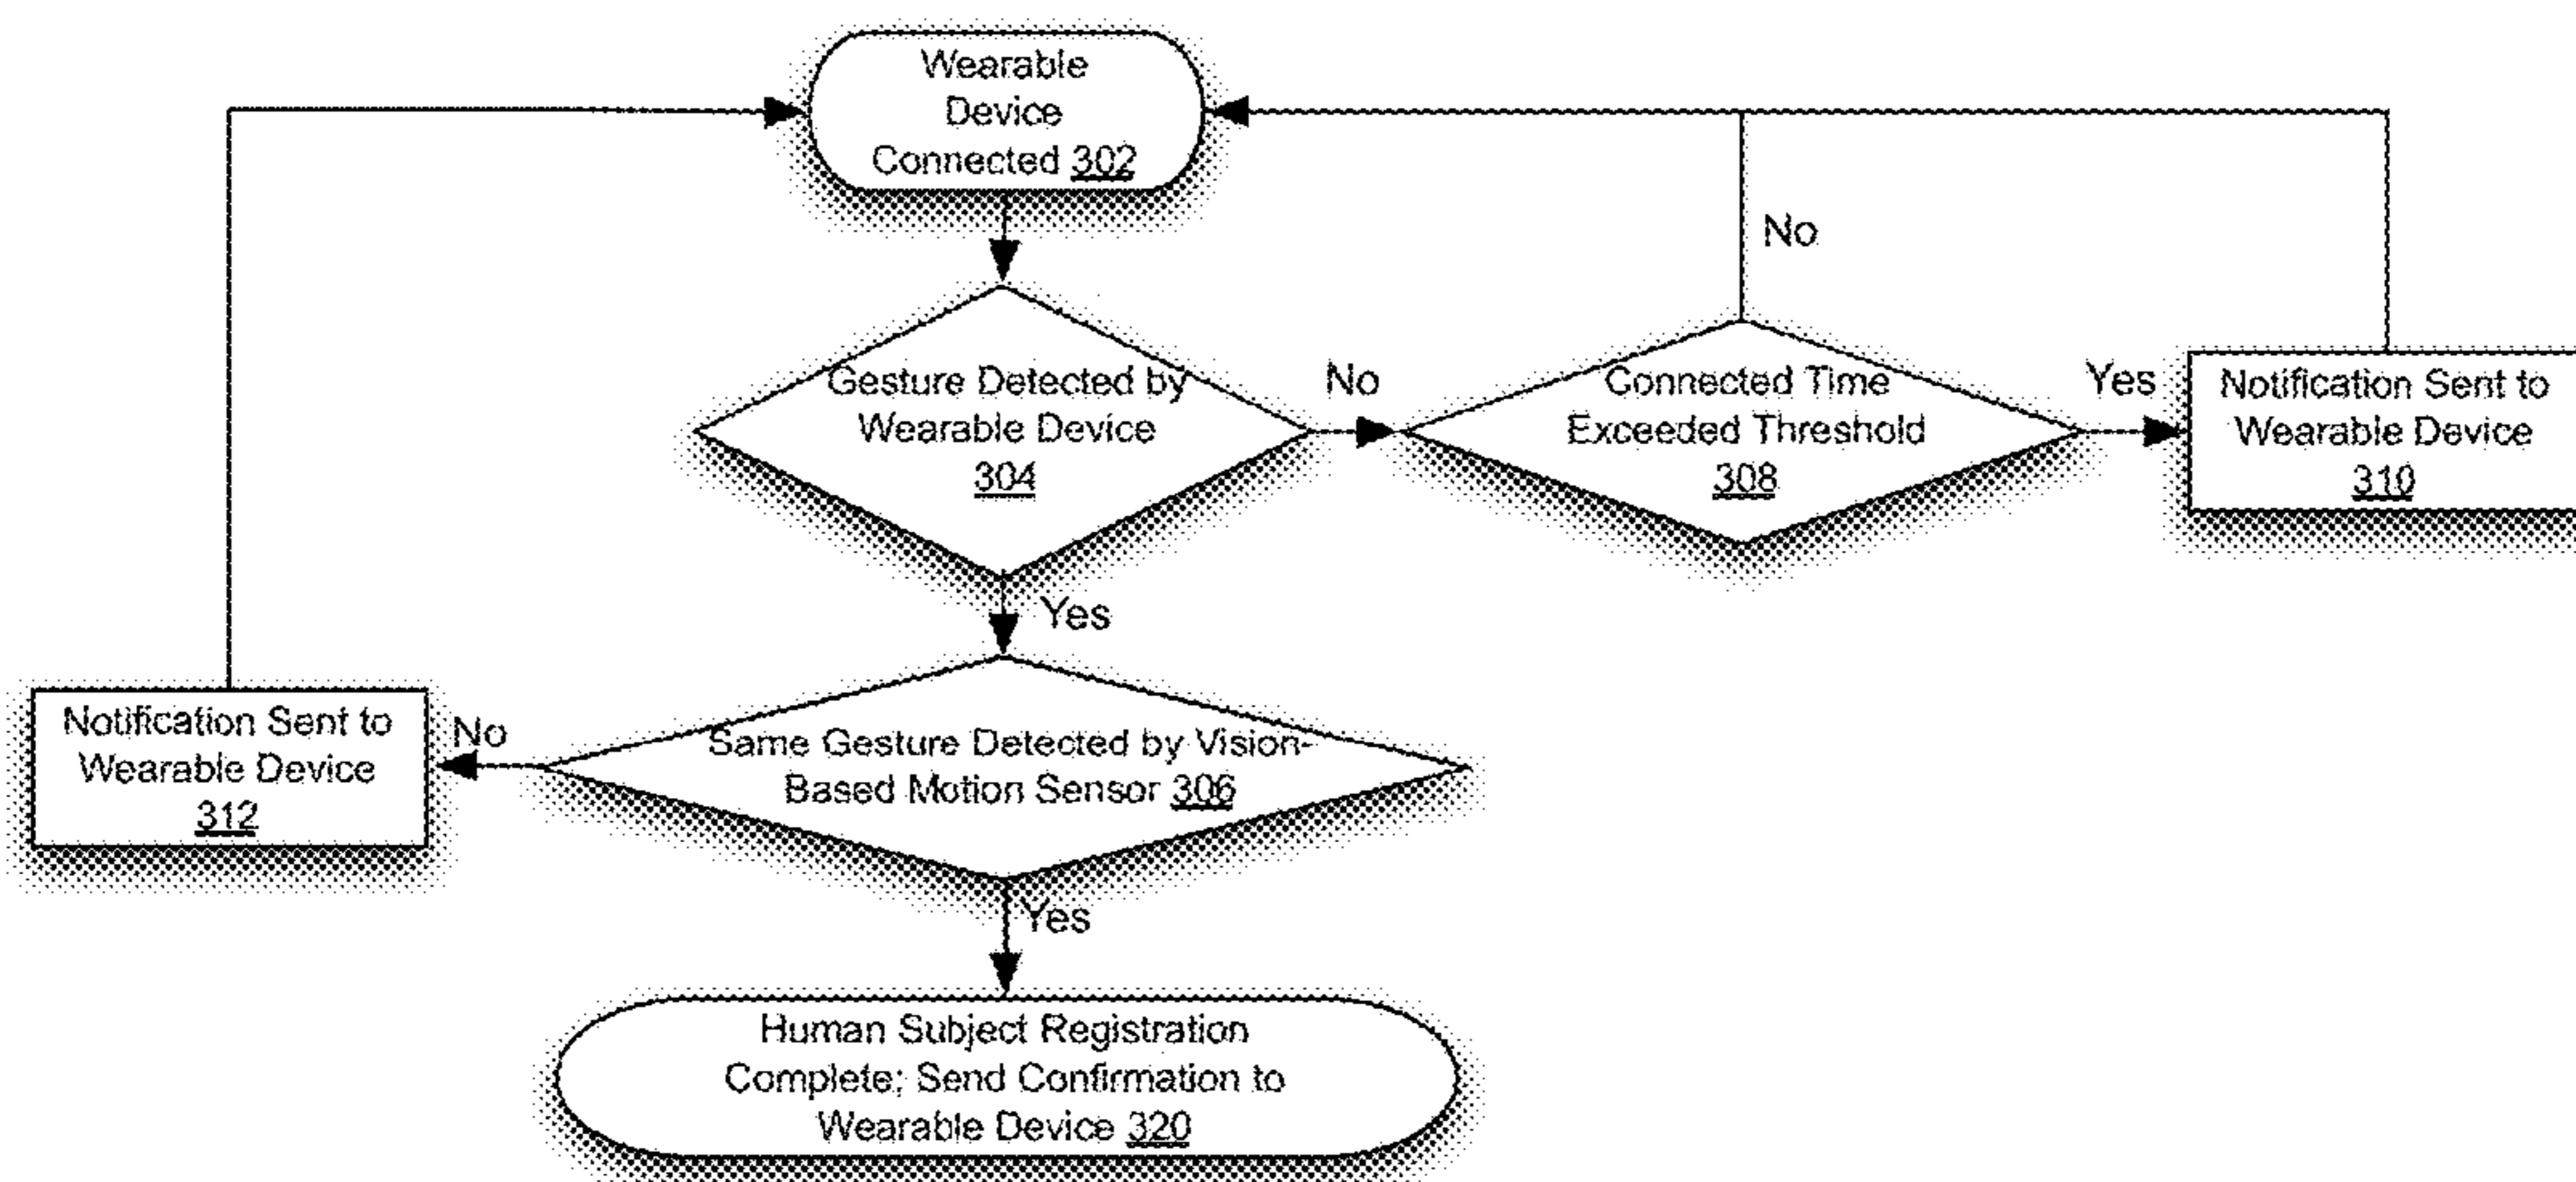 Wearable
Device
Connected 302
No
Gesture Detected by
Wearable Device
304
No
Connected Time
Exceeded Threshold
308
Yes
Notification Sent to
Wearable Device
310
Yes
Notification Sent to
Wearable Device
312
No
Same Gesture Detected by Vision-
Based Motion Sensor 306
Yes
Human Subject Registration
Complete; Send Confirmation to
Wearable Device 320